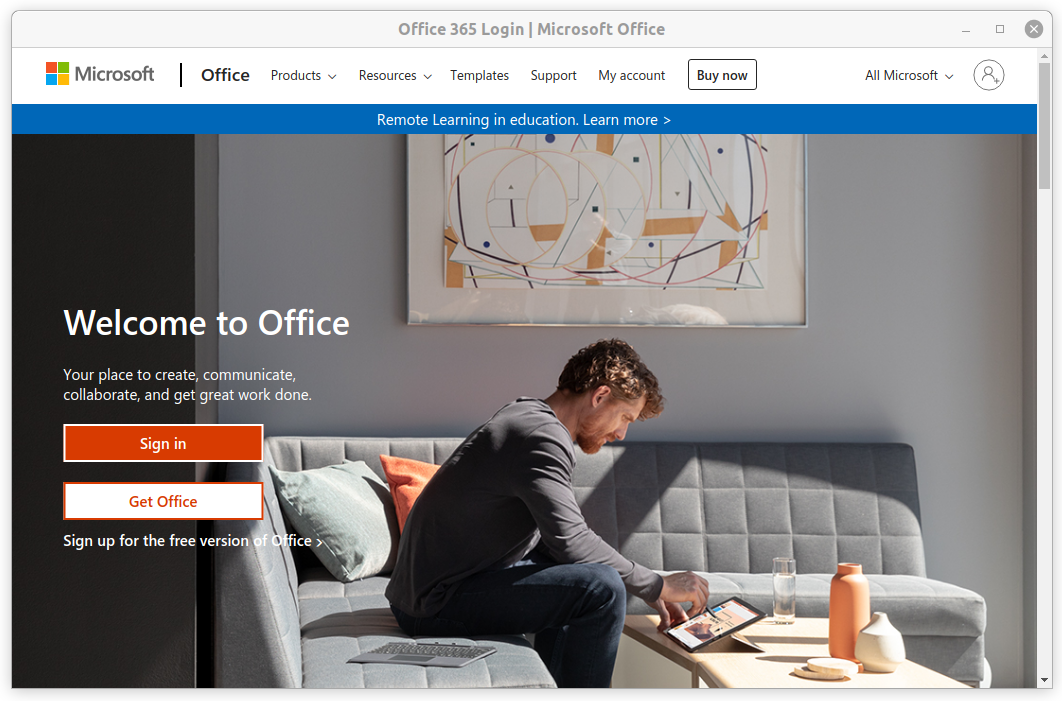 Office 365 Login | Microsoft Office
Microsoft Office Products Resources Templates Support My account Buy now All Microsoft
Remote Learning in education. Learn more >
Welcome to Office
Your place to create, communicate,
collaborate, and get great work done.
Sign in
Get Office
Sign up for the free version of Office >